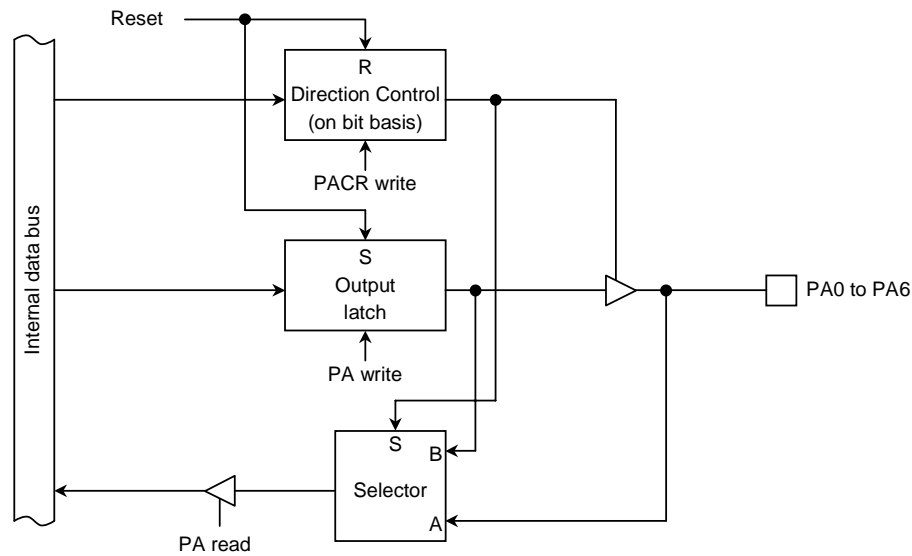 Reset
R
Direction Control
(on bit basis)
PACR write
Internal data bus
S
Output
latch
PA0 to PA6
PA write
S
B
Selector
A
PA read